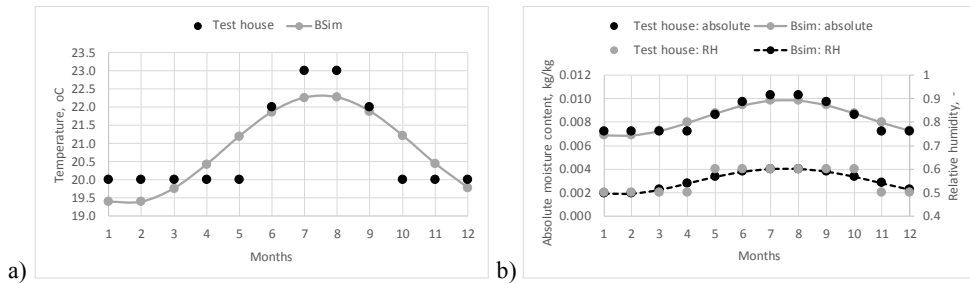 Test house BSim
23.5
23.0
22.5
22.0
21.5
21.0
20.5
20.0
19.5
19.0
Temperature, oC
1 2 3 4 5 6 7 8 9 10 11 12
Months
a)
Test house: absolute Bsim: absolute
Test house: RH Bsim: RH
0.012 1
0.010 0.9
0.008 0.8
0.006 0.7
0.004 0.6
0.002 0.5
0.000 0.4
Absolute moisture content, kg/kg
Relative humidity, -
1 2 3 4 5 6 7 8 9 10 11 12
Months
b)